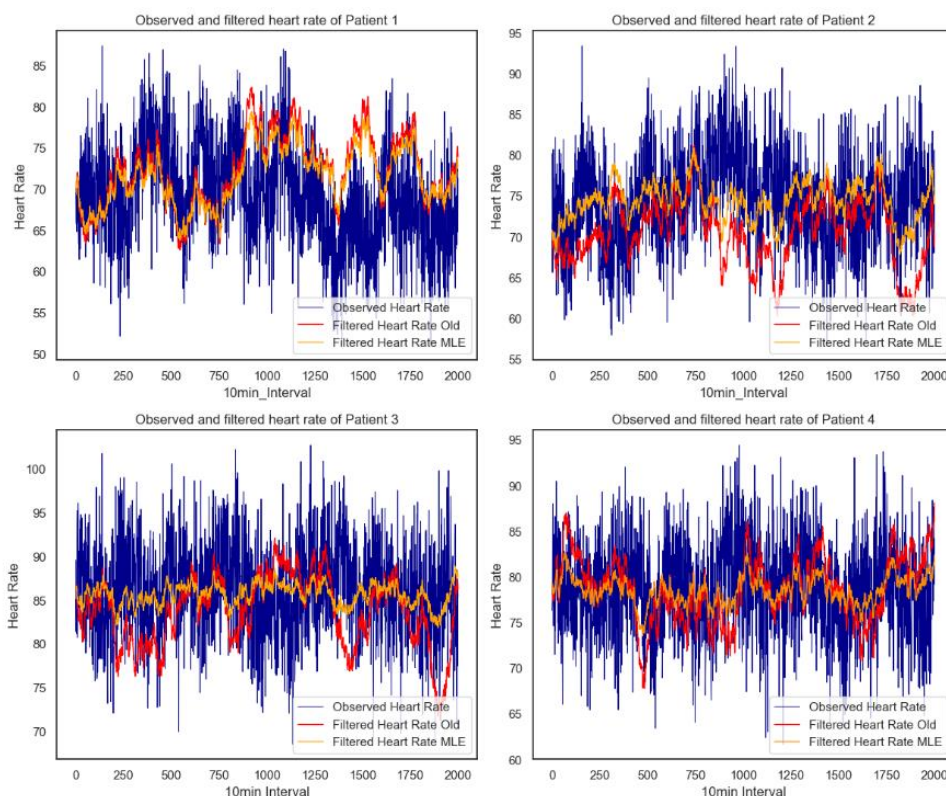 Observed and filtered heart rate of Patient 1
Heart Rate
85
80
75
70
65
60
55
50
0 250 500 750 1000 1250 1500 1750 2000
10min_Interval
Observed Heart Rate
Filtered Heart Rate Old
Filtered Heart Rate MLE
Observed and filtered heart rate of Patient 2
Heart Rate
95
90
85
80
75
70
65
60
55
0 250 500 750 1000 1250 1500 1750 2000
10min_Interval
Observed Heart Rate
Filtered Heart Rate Old
Filtered Heart Rate MLE
Observed and filtered heart rate of Patient 3
Heart Rate
100
95
90
85
80
75
70
0 250 500 750 1000 1250 1500 1750 2000
10min Interval
Observed Heart Rate
Filtered Heart Rate Old
Filtered Heart Rate MLE
Observed and filtered heart rate of Patient 4
Heart Rate
95
90
85
80
75
70
65
60
0 250 500 750 1000 1250 1500 1750 2000
10min Interval
Observed Heart Rate
Filtered Heart Rate Old
Filtered Heart Rate MLE